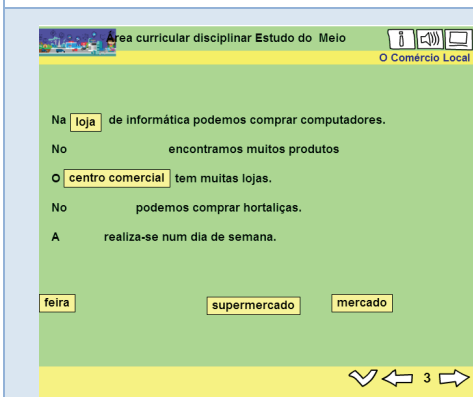 Área curricular disciplinar Estudo do Meio
O Comércio Local
Na loja de informática podemos comprar computadores.
No encontramos muitos produtos
O centro comercial tem muitas lojas.
No podemos comprar hortaliças.
A realiza-se num dia de semana.
feira supermercado mercado
3